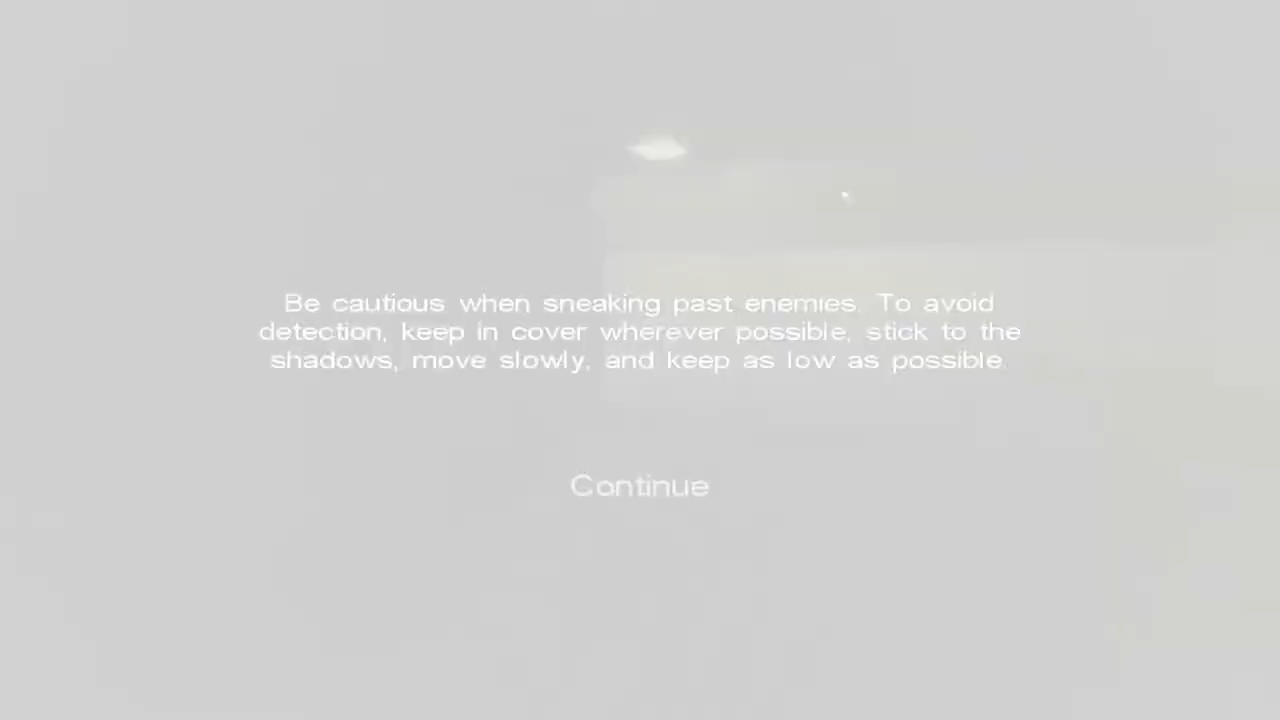 Be cautious when sneaking past enemies. To avoid
detection, keep in cover wherever possible, stick to the
shadows, move slowly, and keep as low as possible.
Continue